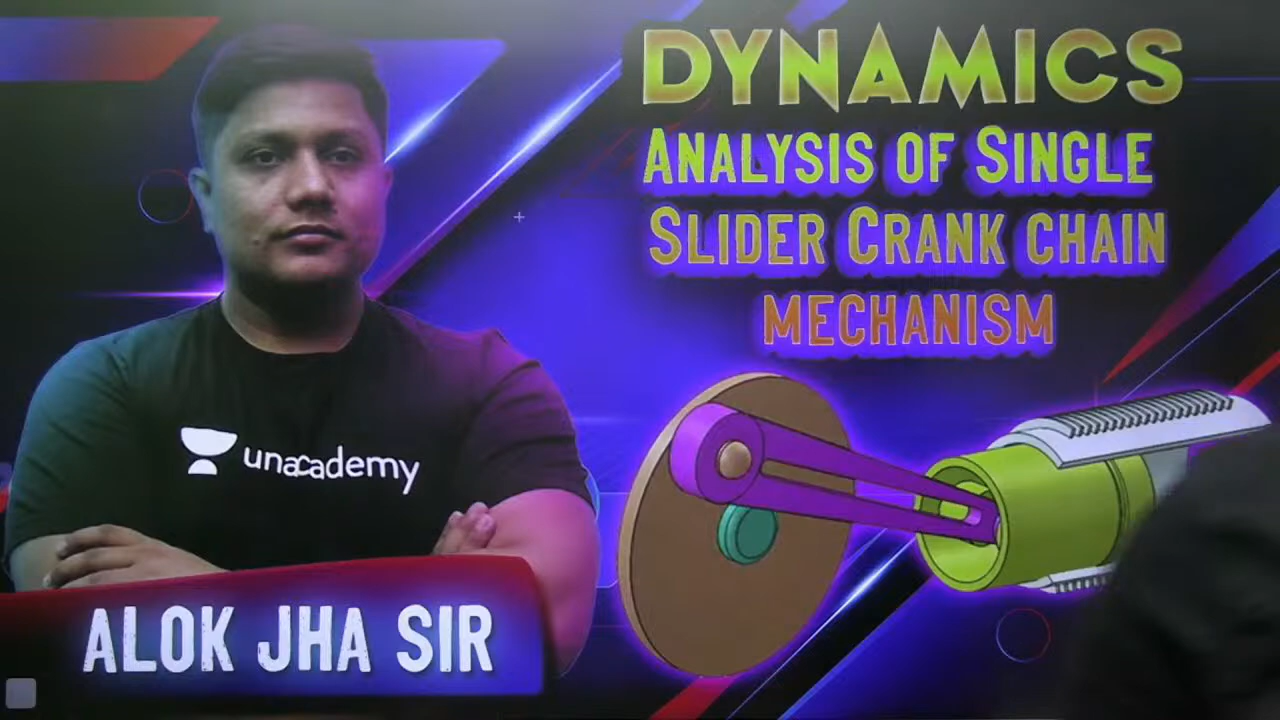 DYNAMICS
ANALYSIS OF SINGLE
SLIDER CRANK CHAIN
MECHANISM
unacademy
ALOK JHA SIR